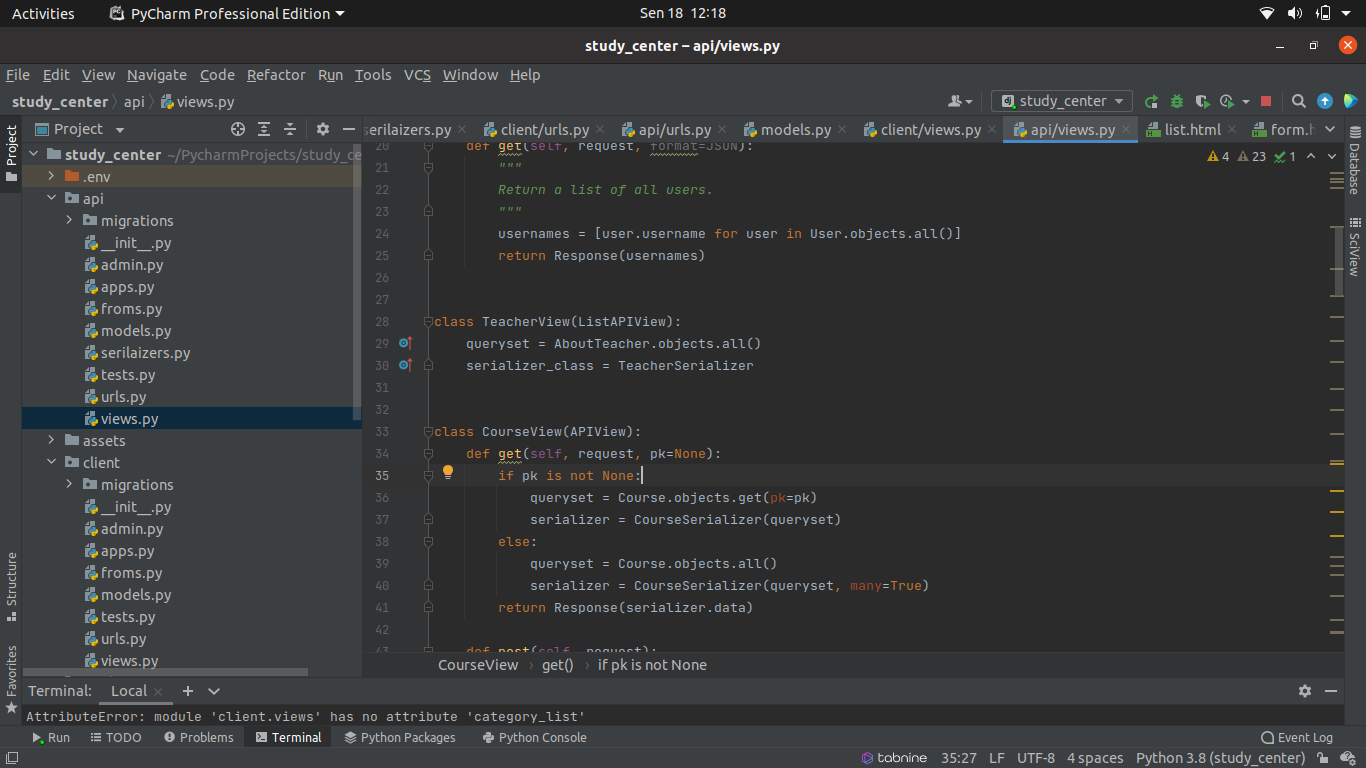 Activities PyCharm Professional Edition Sen 18 12:18
study_center – api/views.py
File Edit View Navigate Code Refactor Run Tools VCS Window Help
study_center api views.py study_center
Project serilaizers.py client/urls.py api/urls.py models.py client/views.py api/views.py list.html form.h
study_center ~/PycharmProjects/study_ce
.env
api
migrations
__init__.py
admin.py
apps.py
froms.py
models.py
serilaizers.py
tests.py
urls.py
views.py
assets
client
migrations
__init__.py
admin.py
apps.py
froms.py
models.py
tests.py
urls.py
views.py
Project
Structure
Favorites
4 23 1
20 def get(self, request, format=JSON):
21 """
22 Return a list of all users.
23 """
24 usernames = [user.username for user in User.objects.all()]
25 return Response(usernames)
26
27
28 class TeacherView(ListAPIView):
29 queryset = AboutTeacher.objects.all()
30 serializer_class = TeacherSerializer
31
32
33 class CourseView(APIView):
34 def get(self, request, pk=None):
35 if pk is not None:
36 queryset = Course.objects.get(pk=pk)
37 serializer = CourseSerializer(queryset)
38 else:
39 queryset = Course.objects.all()
40 serializer = CourseSerializer(queryset, many=True)
41 return Response(serializer.data)
42
43 def post(self, request):
Database
SciView
CourseView get() if pk is not None
Terminal: Local
AttributeError: module 'client.views' has no attribute 'category_list'
Run TODO Problems Terminal Python Packages Python Console Event Log
tabnine 35:27 LF UTF-8 4 spaces Python 3.8 (study_center)